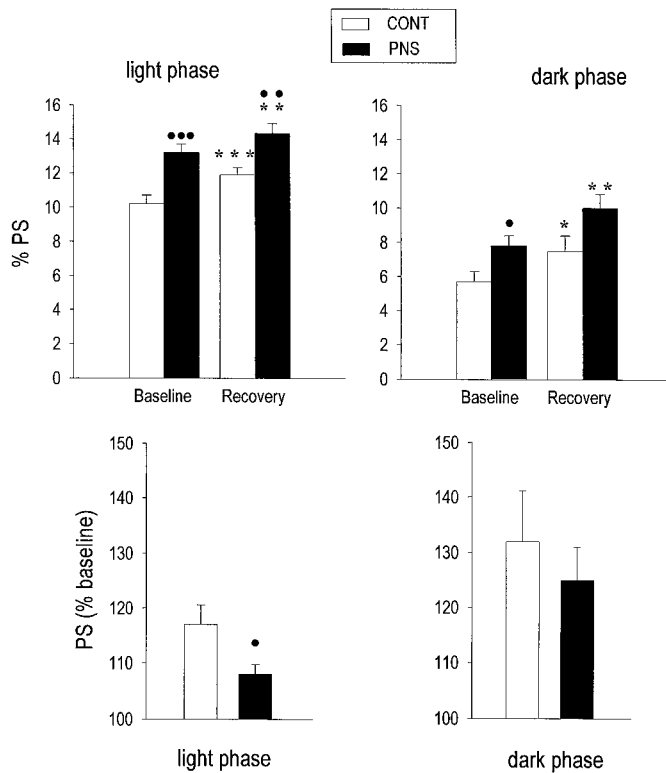 CONT
PNS
light phase
dark phase
% PS
16
14
12
10
8
6
4
2
0
●●●
* * *
● ●
* *
Baseline
Recovery
16
14
12
10
8
6
4
2
0
●
*
* *
Baseline
Recovery
PS (% baseline)
150
140
130
120
110
100
●
light phase
150
140
130
120
110
100
dark phase